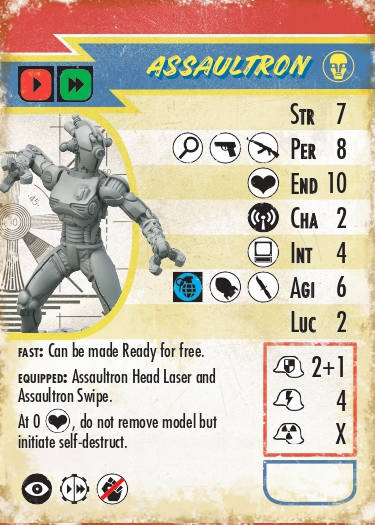 ASSAULTRON
STR 7
PER 8
END 10
CHA 2
INT 4
AGI 6
LUC 2
FAST: Can be made Ready for free.
EQUIPPED: Assaultron Head Laser and
Assaultron Swipe.
At 0 , do not remove model but
initiate self-destruct.
2+1
4
X